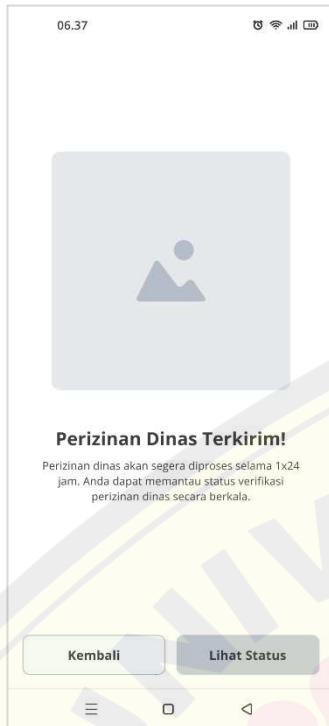 06.37
Perizinan Dinas Terkirim!
Perizinan dinas akan segera diproses selama 1x24
jam. Anda dapat memantau status verifikasi
perizinan dinas secara berkala.
Kembali
Lihat Status